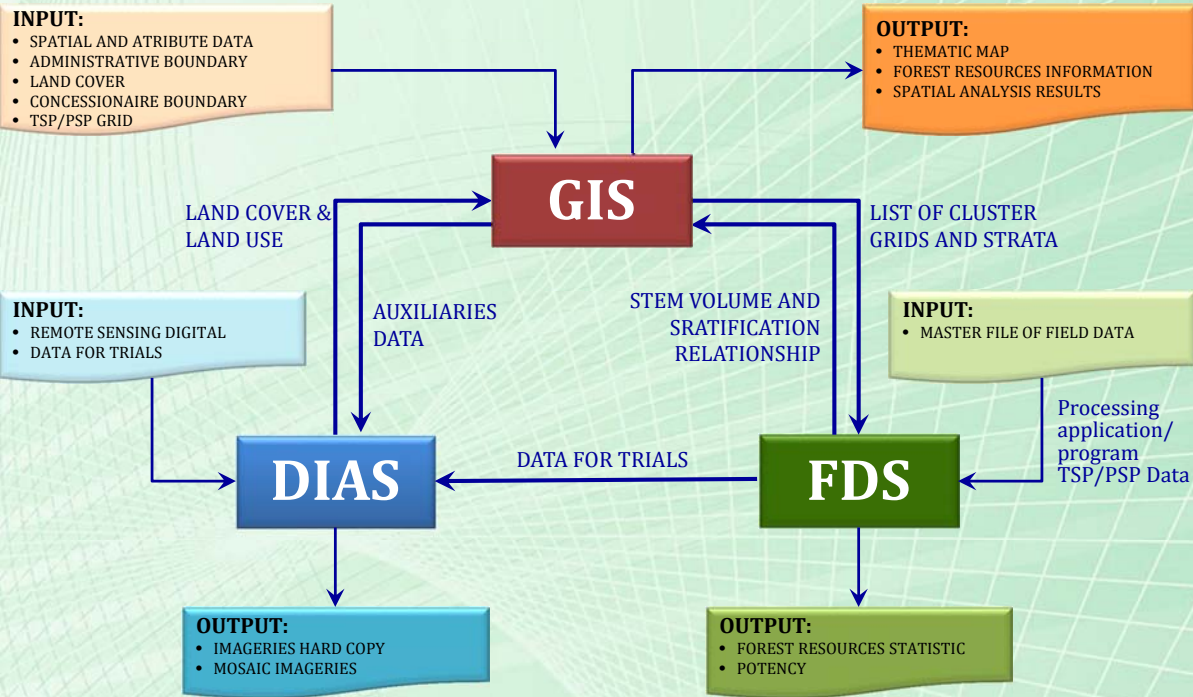 INPUT:
• SPATIAL AND ATRIBUTE DATA
• ADMINISTRATIVE BOUNDARY
• LAND COVER
• CONCESSIONAIRE BOUNDARY
• TSP/PSP GRID
OUTPUT:
• THEMATIC MAP
• FOREST RESOURCES INFORMATION
• SPATIAL ANALYSIS RESULTS
GIS
LAND COVER &
LAND USE
LIST OF CLUSTER
GRIDS AND STRATA
AUXILIARIES
DATA
STEM VOLUME AND
SRATIFICATION
RELATIONSHIP
INPUT:
• REMOTE SENSING DIGITAL
• DATA FOR TRIALS
INPUT:
• MASTER FILE OF FIELD DATA
Processing
application/
program
TSP/PSP Data
DIAS
DATA FOR TRIALS
FDS
OUTPUT:
• IMAGERIES HARD COPY
• MOSAIC IMAGERIES
OUTPUT:
• FOREST RESOURCES STATISTIC
• POTENCY